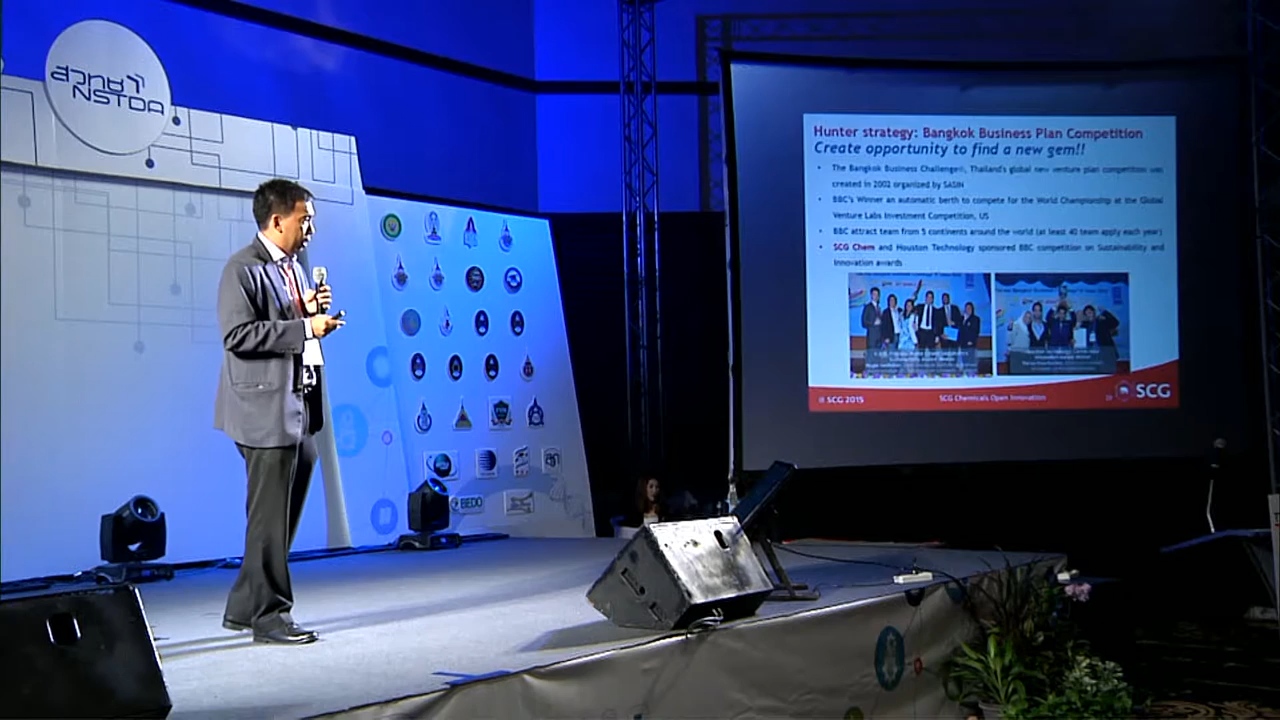 สวทช
NSTDA
Hunter strategy: Bangkok Business Plan Competition
Create opportunity to find a new gem!!
• The Bangkok Business Challenge®, Thailand's global new venture plan competition was
created in 2002 organized by SASIN
• BBC's Winner an automatic berth to compete for the World Championship at the Global
Venture Labs Investment Competition, US
• BBC attract team from 5 continents around the world (at least 40 team apply each year)
• SCG Chem and Houston Technology sponsored BBC competition on Sustainability and
Innovation awards
SCG 2015
SCG Chemicals Open Innovation
SCG
BEDO